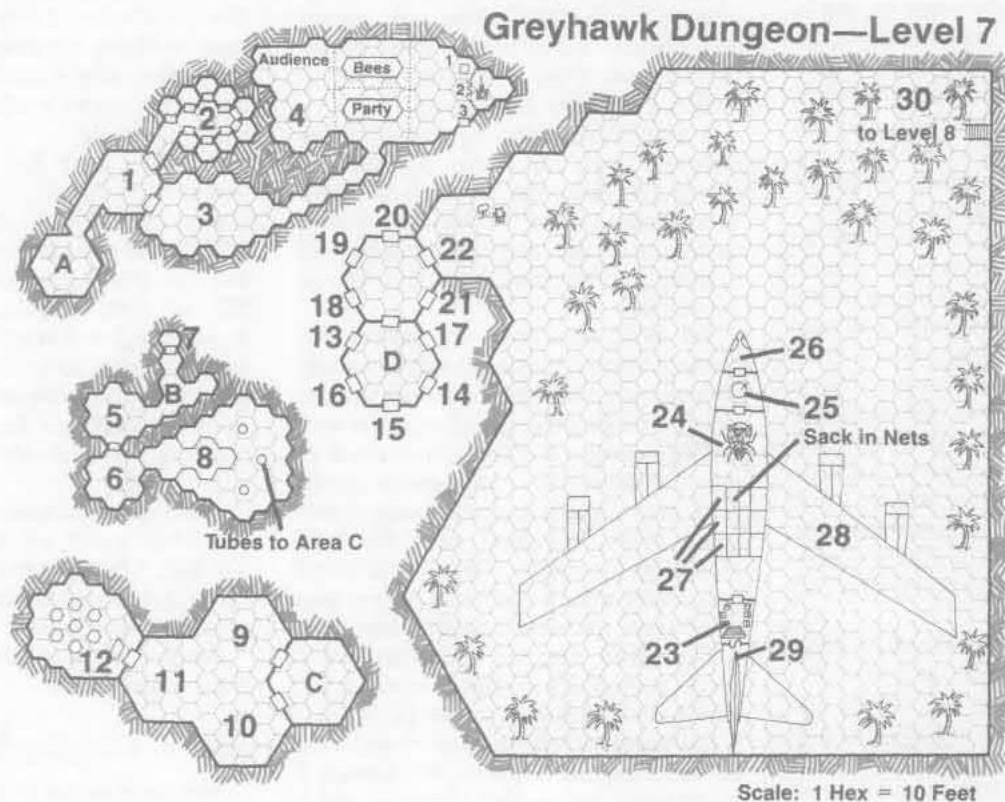 Greyhawk Dungeon—Level 7
Audience
Bees
Party
1
2
3
4
2
1
3
A
30
to Level 8
20
19
22
18
21
13
17
D
16
14
15
7
B
5
6
8
Tubes to Area C
26
25
24
Sack in Nets
27
28
23
29
9
12
11
C
10
Scale: 1 Hex = 10 Feet